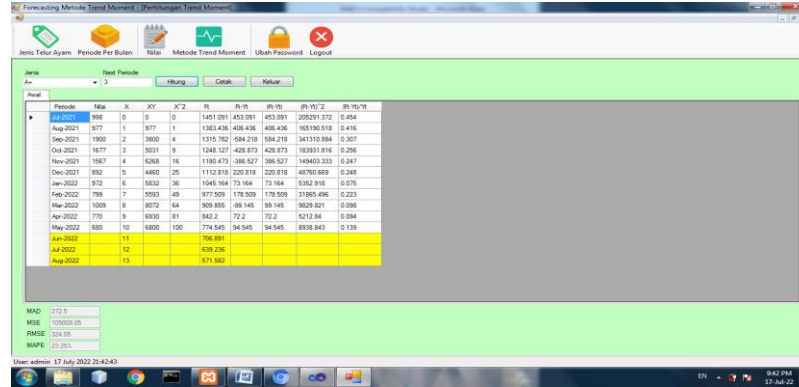 Forecasting Metode Trend Moment - [Perhitungan Trend Moment]
Jenis Telur Ayam Periode Per Bulan Nilai Metode Trend Moment Ubah Password Logout
Jenis Next Periode
A+ 3 Hitung Cetak Keluar
Awal
Periode Nilai X XY X^2 Ft Ft-Yt |Ft-Yt| (Ft-Yt)^2 |Ft-Yt|/Yt
Jul-2021 998 0 0 0 1451.091 453.091 453.091 205291.372 0.454
Aug-2021 977 1 977 1 1383.436 406.436 406.436 165190.518 0.416
Sep-2021 1900 2 3800 4 1315.782 -584.218 584.218 341310.884 0.307
Oct-2021 1677 3 5031 9 1248.127 -428.873 428.873 183931.816 0.256
Nov-2021 1567 4 6268 16 1180.473 -386.527 386.527 149403.333 0.247
Dec-2021 892 5 4460 25 1112.818 220.818 220.818 48760.669 0.248
Jan-2022 972 6 5832 36 1045.164 73.164 73.164 5352.918 0.075
Feb-2022 799 7 5593 49 977.509 178.509 178.509 31865.496 0.223
Mar-2022 1009 8 8072 64 909.855 -99.145 99.145 9829.821 0.098
Apr-2022 770 9 6930 81 842.2 72.2 72.2 5212.84 0.094
May-2022 680 10 6800 100 774.545 94.545 94.545 8938.843 0.139
Jun-2022 11 706.891
Jul-2022 12 639.236
Aug-2022 13 571.582
MAD 272.5
MSE 105008.05
RMSE 324.05
MAPE 23.25%
User: admin 17 July 2022 21:42:43
EN 9:42 PM
17-Jul-22